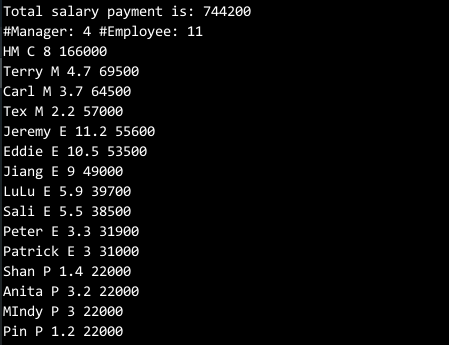 Total salary payment is: 744200
#Manager: 4 #Employee: 11
HM C 8 166000
Terry M 4.7 69500
Carl M 3.7 64500
Tex M 2.2 57000
Jeremy E 11.2 55600
Eddie E 10.5 53500
Jiang E 9 49000
LuLu E 5.9 39700
Sali E 5.5 38500
Peter E 3.3 31900
Patrick E 3 31000
Shan P 1.4 22000
Anita P 3.2 22000
MIndy P 3 22000
Pin P 1.2 22000